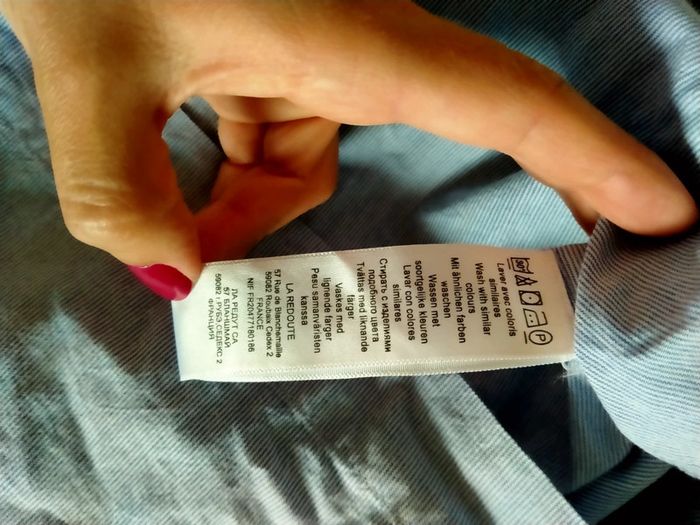 30° P
Laver avec coloris
similaires
Wash with similar
colours
Mit ähnlichen farben
waschen
Wassen met
soortgelijke kleuren
Lavar con colores
similares
Стирать с изделиями
подобного цвета
Tvättas med liknande
farger
Vaskes med
lignende farger
Pesu samanväristen
kanssa
LA REDOUTE
57 Rue de Blanchemaille
59082 Roubaix Cedex 2
FRANCE
NIF FR20477180186
ЛА РЕДУТ СА
57 БЛАНШМАЙ
59082 г.РУБЭ СЕДЕКС 2
ФРАНЦИЯ